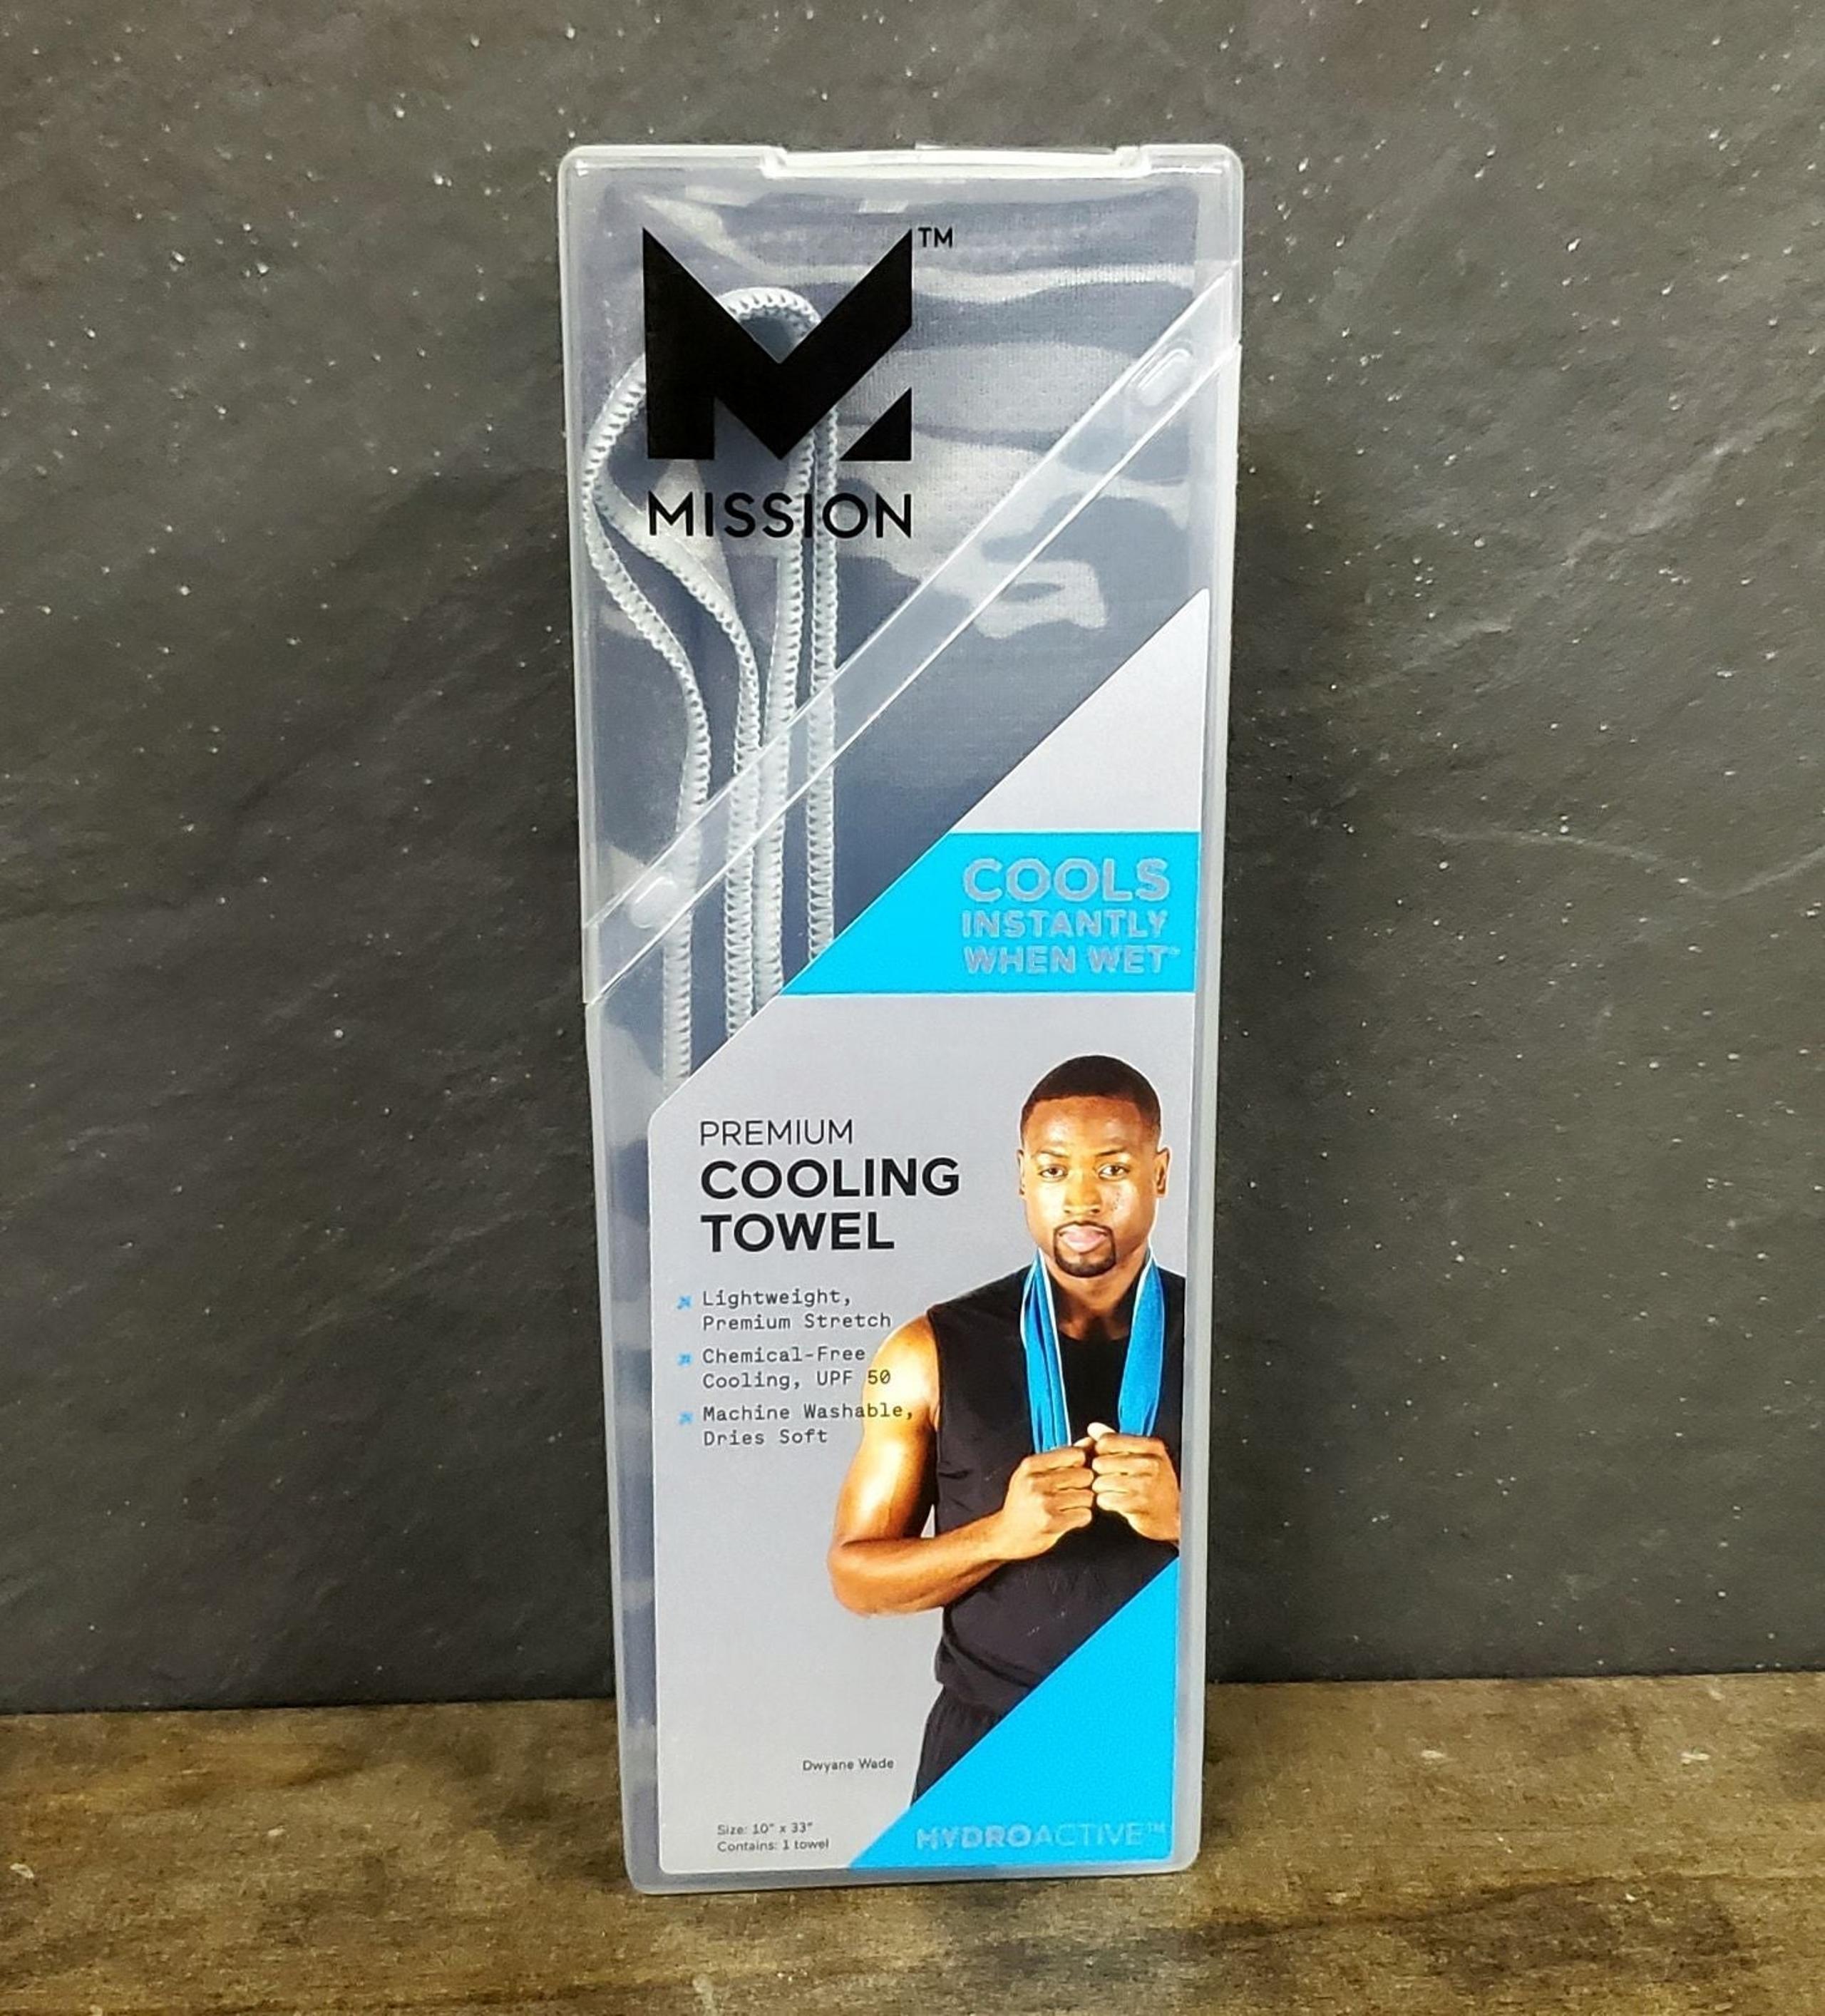 M™
MISSION
COOLS
INSTANTLY
WHEN WET™
PREMIUM
COOLING
TOWEL
Lightweight,
Premium Stretch
Chemical-Free
Cooling, UPF 50
Machine Washable,
Dries Soft
Dwyane Wade
Size: 10" x 33"
Contains: 1 towel
HYDROACTIVE™